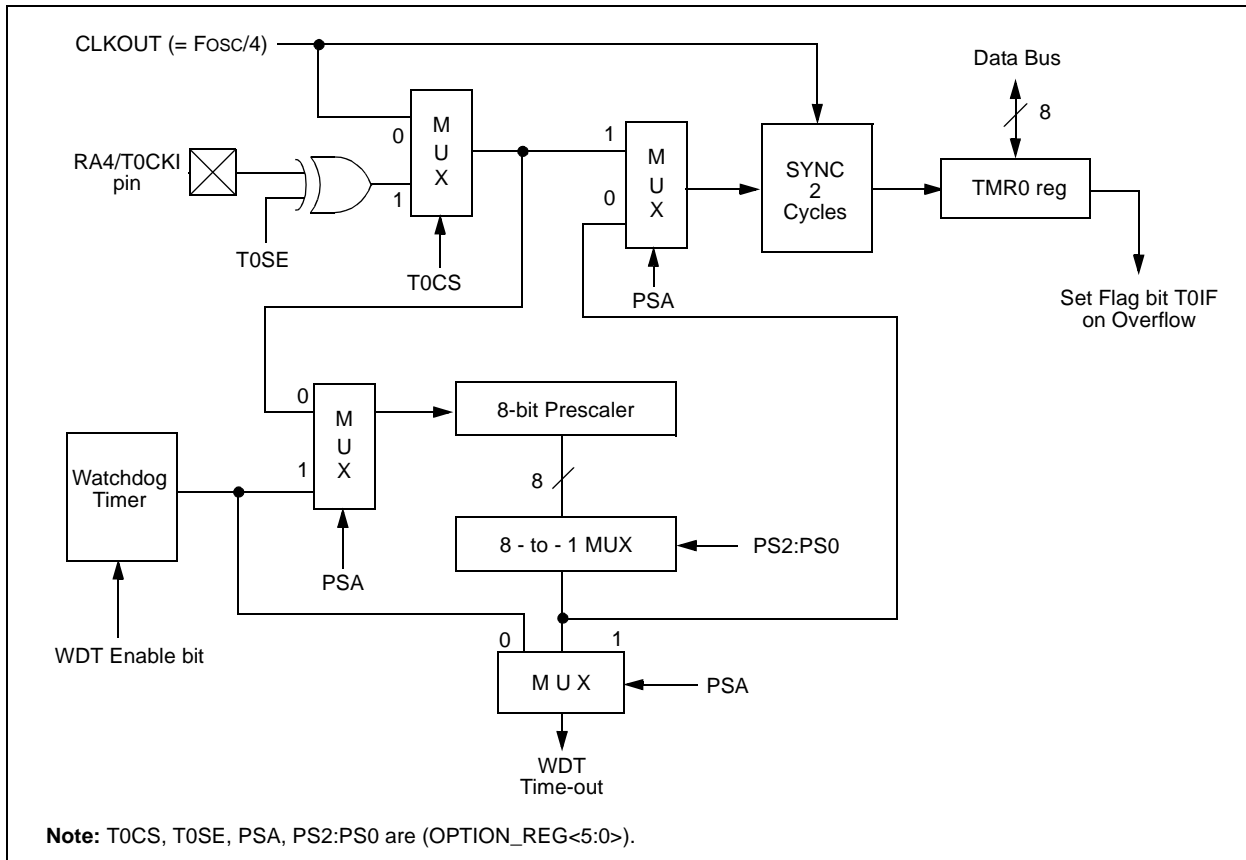 CLKOUT (= FOSC/4)
Data Bus
8
RA4/T0CKI
pin
T0SE
0
1
M
U
X
T0CS
1
0
M
U
X
PSA
SYNC
2
Cycles
TMR0 reg
Set Flag bit T0IF
on Overflow
0
1
M
U
X
PSA
8-bit Prescaler
8
8 - to - 1 MUX
PS2:PS0
Watchdog
Timer
WDT Enable bit
0
1
M U X
PSA
WDT
Time-out
Note: T0CS, T0SE, PSA, PS2:PS0 are (OPTION_REG<5:0>).